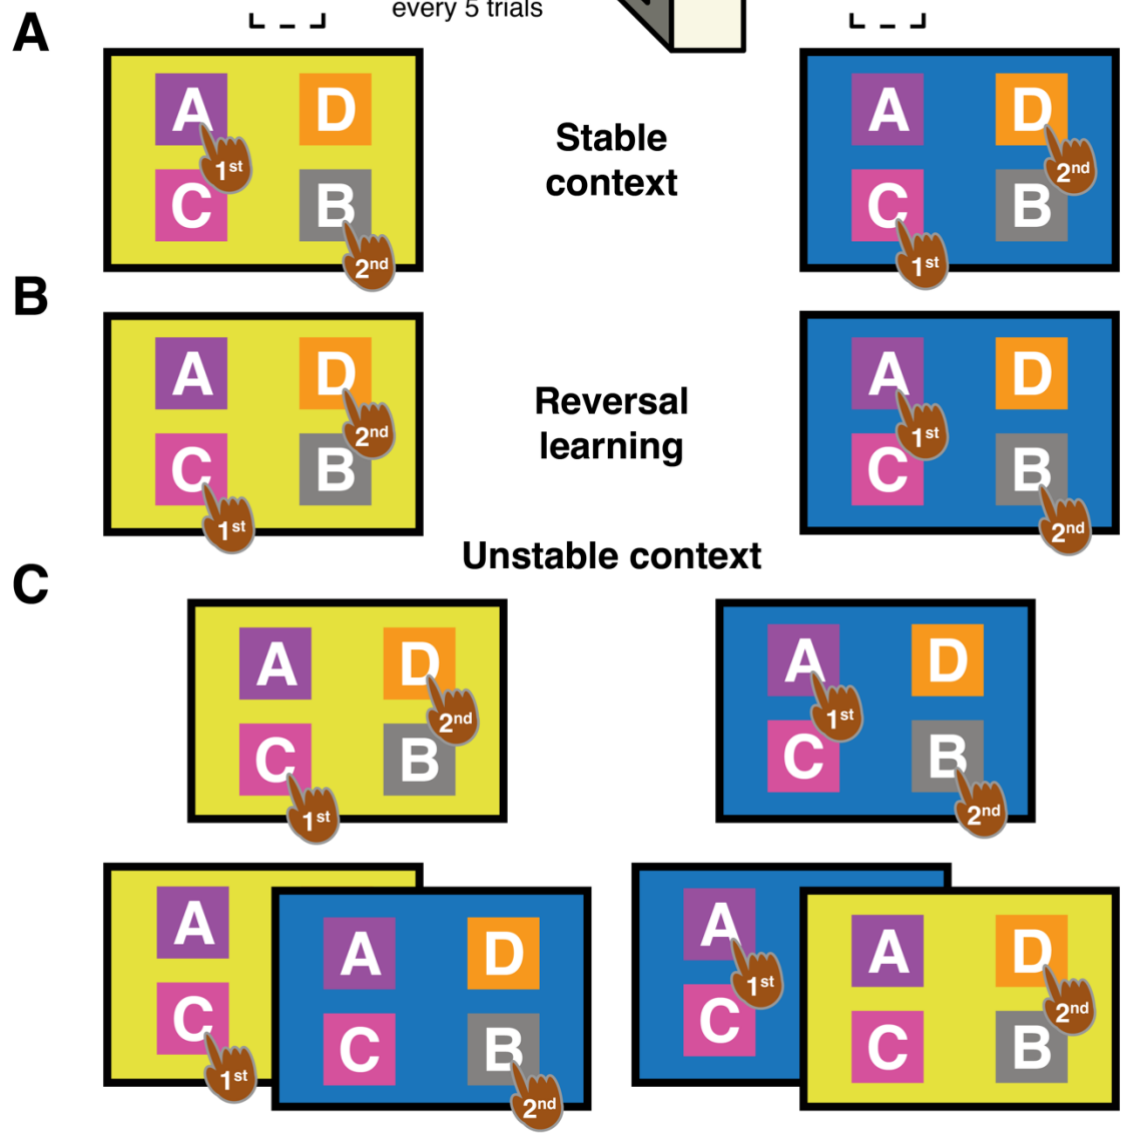 every 5 trials
A
A D
1st
C B
2nd
Stable
context
A D
2nd
C B
1st
B
A D
2nd
C B
1st
Reversal
learning
A D
1st
C B
2nd
Unstable context
C
A D
2nd
C B
1st
A D
1st
C B
2nd
A
C
1st
A D
C B
2nd
A
1st
C
A D
2nd
C B